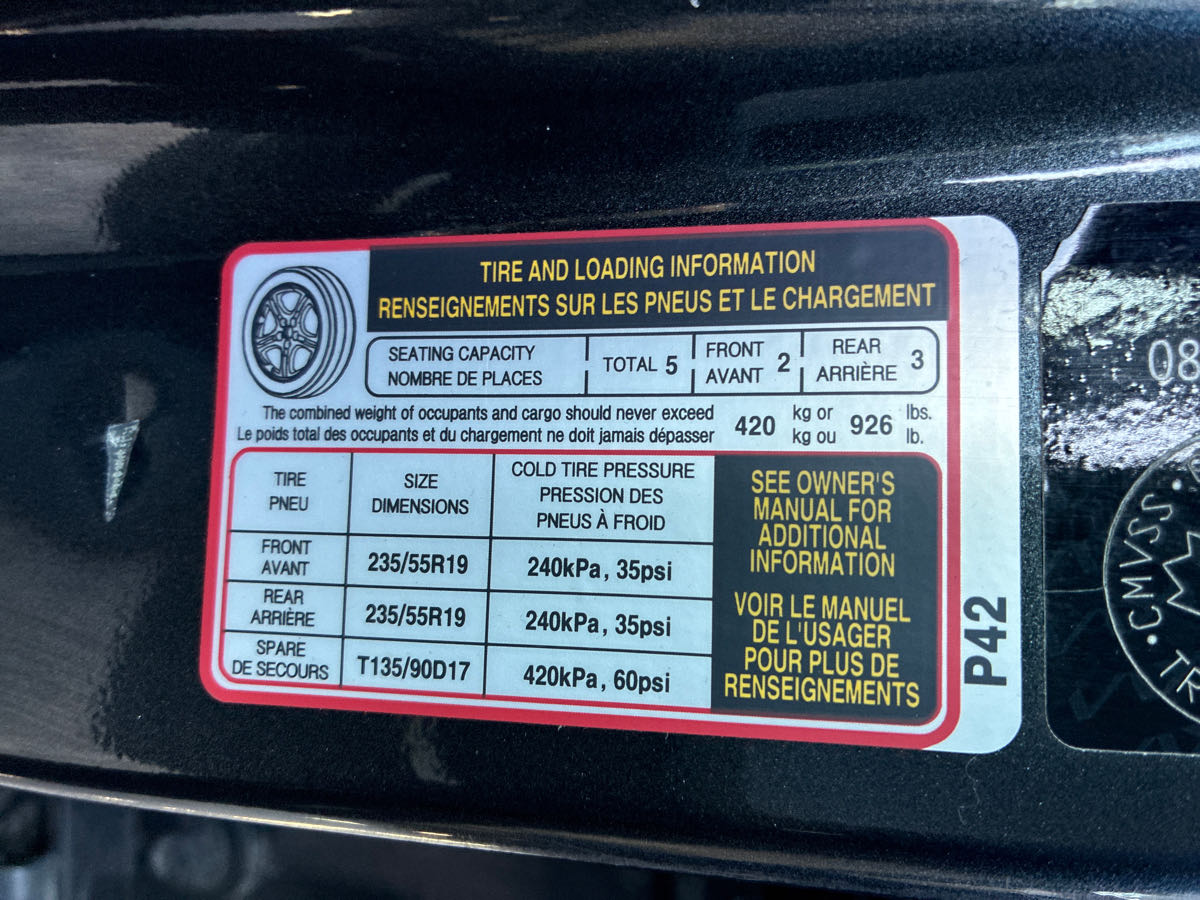 TIRE AND LOADING INFORMATION
RENSEIGNEMENTS SUR LES PNEUS ET LE CHARGEMENT
SEATING CAPACITY
NOMBRE DE PLACES
TOTAL 5
FRONT
AVANT
2
REAR
ARRIÈRE
3
The combined weight of occupants and cargo should never exceed
Le poids total des occupants et du chargement ne doit jamais dépasser
420
kg or
kg ou
926
lbs.
lb.
TIRE
PNEU
SIZE
DIMENSIONS
COLD TIRE PRESSURE
PRESSION DES
PNEUS À FROID
FRONT
AVANT
235/55R19
240kPa, 35psi
REAR
ARRIÈRE
235/55R19
240kPa, 35psi
SPARE
DE SECOURS
T135/90D17
420kPa, 60psi
SEE OWNER'S
MANUAL FOR
ADDITIONAL
INFORMATION
VOIR LE MANUEL
DE L'USAGER
POUR PLUS DE
RENSEIGNEMENTS
P42
08
CMVSS